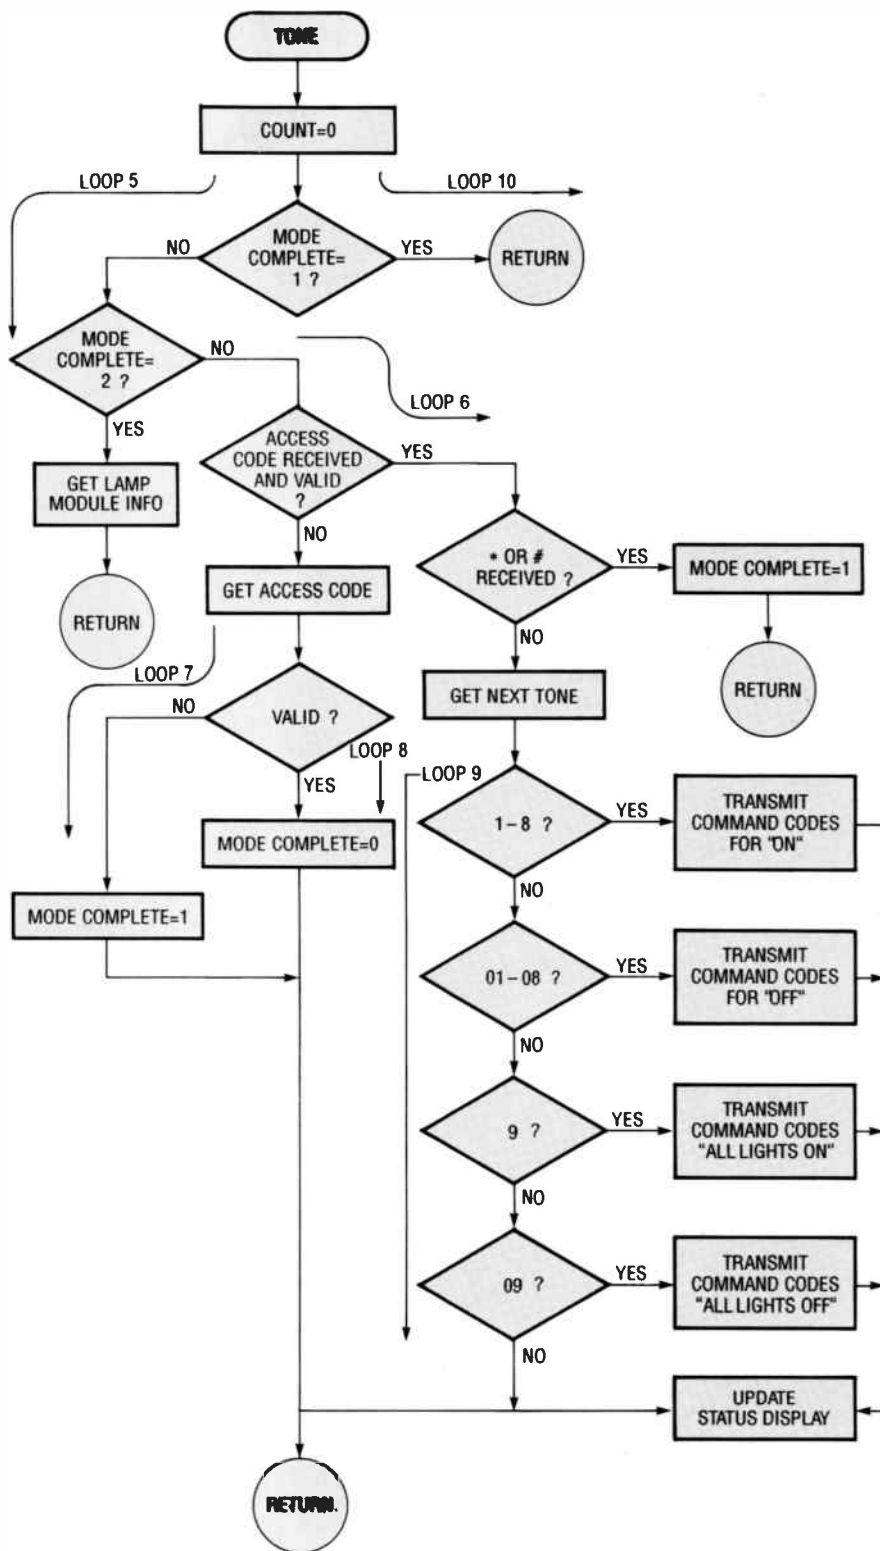 TONE
COUNT=0
LOOP 5
LOOP 10
MODE
COMPLETE=
1 ?
NO
YES
RETURN
MODE
COMPLETE=
2 ?
NO
LOOP 6
YES
GET LAMP
MODULE INFO
RETURN
ACCESS
CODE RECEIVED
AND VALID
?
YES
NO
GET ACCESS CODE
* OR #
RECEIVED ?
YES
MODE COMPLETE=1
RETURN
NO
GET NEXT TONE
LOOP 7
VALID ?
NO
LOOP 8
YES
MODE COMPLETE=0
MODE COMPLETE=1
LOOP 9
1-8 ?
YES
TRANSMIT
COMMAND CODES
FOR "ON"
NO
01-08 ?
YES
TRANSMIT
COMMAND CODES
FOR "OFF"
NO
9 ?
YES
TRANSMIT
COMMAND CODES
"ALL LIGHTS ON"
NO
09 ?
YES
TRANSMIT
COMMAND CODES
"ALL LIGHTS OFF"
NO
UPDATE
STATUS DISPLAY
RETURN.